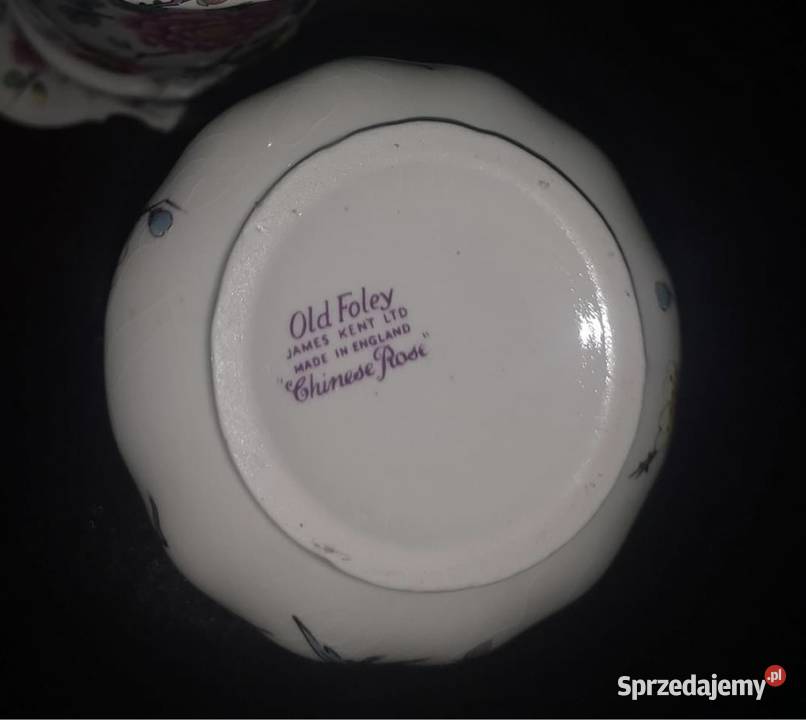 Old Foley
JAMES KENT LTD
MADE IN ENGLAND
"Chinese Rose"
Sprzedajemy.pl